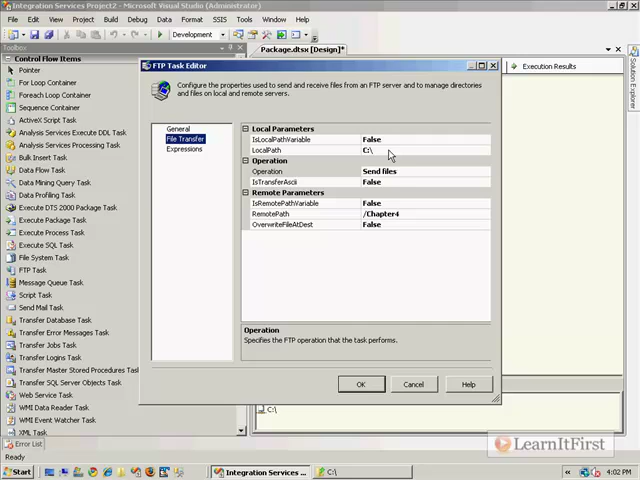 Integration Services Project2 - Microsoft Visual Studio (Administrator)
File Edit View Project Build Debug Data Format SSIS Tools Window Community Help
Development
Toolbox
Package.dtsx [Design]*
Control Flow Items
Pointer
For Loop Container
Foreach Loop Container
Sequence Container
ActiveX Script Task
Analysis Services Execute DDL Task
Analysis Services Processing Task
Bulk Insert Task
Data Flow Task
Data Mining Query Task
Execute DTS 2000 Package Task
Execute Package Task
Execute Process Task
Execute SQL Task
File System Task
FTP Task
Message Queue Task
Script Task
Send Mail Task
Transfer Database Task
Transfer Error Messages Task
Transfer Jobs Task
Transfer Logins Task
Transfer Master Stored Procedures Task
Transfer SQL Server Objects Task
Web Service Task
WMI Data Reader Task
WMI Event Watcher Task
XML Task
Execution Results
Solution Explorer
FTP Task Editor
Configure the properties used to send and receive files from an FTP server and to manage directories
and files on local and remote servers.
General
File Transfer
Expressions
Local Parameters
IsLocalPathVariable False
LocalPath C:\
Operation
Operation Send files
IsTransferAscii False
Remote Parameters
IsRemotePathVariable False
RemotePath /Chapter4
OverwriteFileAtDest False
Operation
Specifies the FTP operation that the task performs.
OK Cancel Help
C:\
Error List
LearnItFirst
Ready
Start
Integration Services ...
C:\
4:02 PM